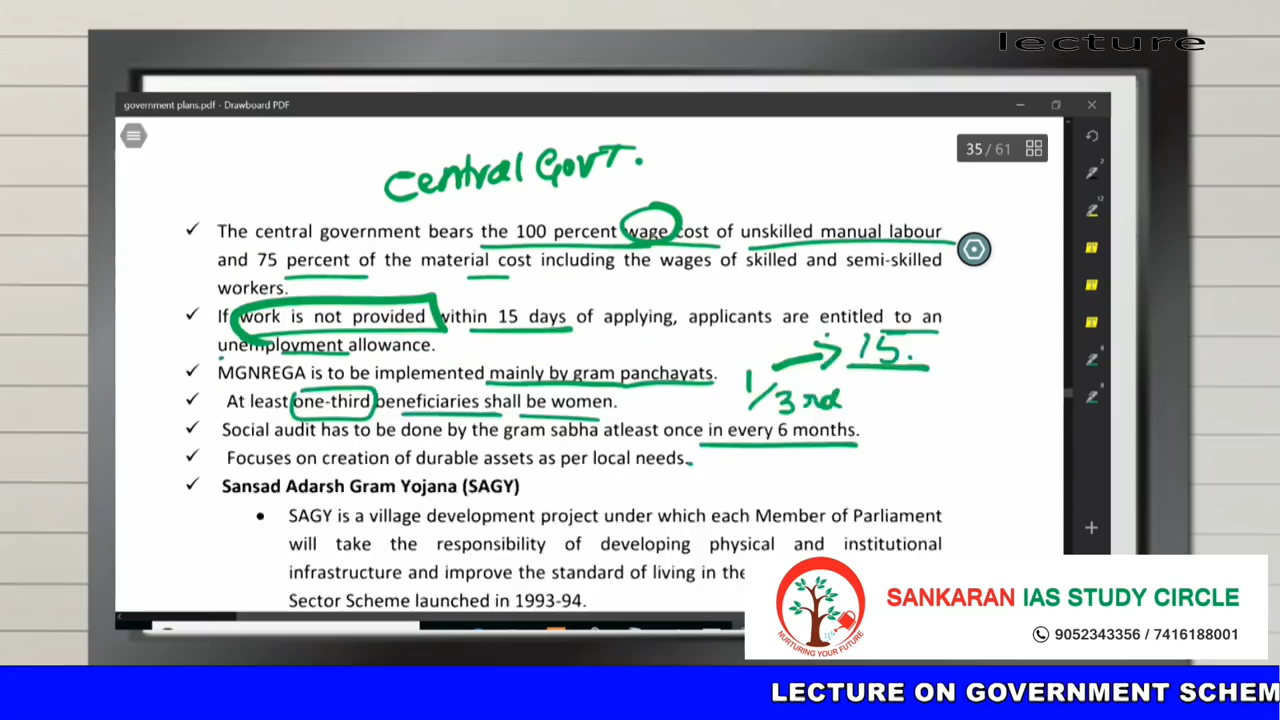 lecture
government plans.pdf - Drawboard PDF
35 / 61
Central Govt.
✓ The central government bears the 100 percent wage cost of unskilled manual labour
and 75 percent of the material cost including the wages of skilled and semi-skilled
workers.
✓ If work is not provided within 15 days of applying, applicants are entitled to an
unemployment allowance.
15.
✓ MGNREGA is to be implemented mainly by gram panchayats.
1/3 rd
✓ At least one-third beneficiaries shall be women.
✓ Social audit has to be done by the gram sabha atleast once in every 6 months.
✓ Focuses on creation of durable assets as per local needs.
✓ Sansad Adarsh Gram Yojana (SAGY)
• SAGY is a village development project under which each Member of Parliament
will take the responsibility of developing physical and institutional
infrastructure and improve the standard of living in the
Sector Scheme launched in 1993-94.
SANKARAN IAS STUDY CIRCLE
NURTURING YOUR FUTURE
9052343356 / 7416188001
LECTURE ON GOVERNMENT SCHEM